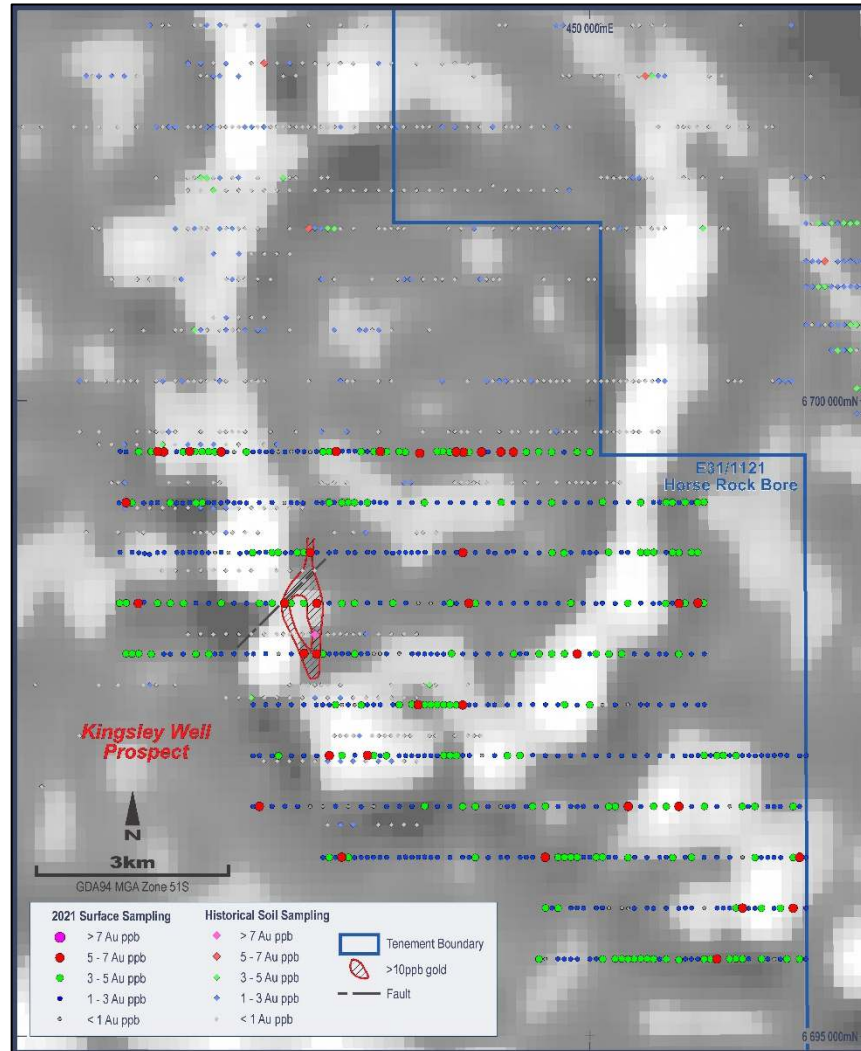 450 000mE
6 700 000mN
E31/1121
Horse Rock Bore
Kingsley Well
Prospect
N
3km
GDA94 MGA Zone 51S
2021 Surface Sampling
> 7 Au ppb
5 - 7 Au ppb
3 - 5 Au ppb
1 - 3 Au ppb
< 1 Au ppb
Historical Soil Sampling
> 7 Au ppb
5 - 7 Au ppb
3 - 5 Au ppb
1 - 3 Au ppb
< 1 Au ppb
Tenement Boundary
>10ppb gold
Fault
6 695 000mN